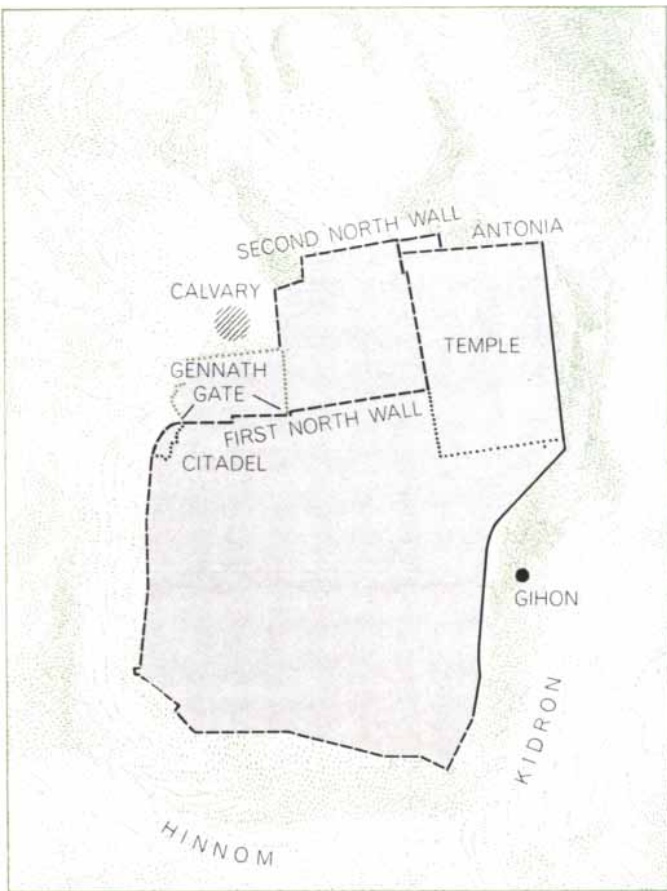 SECOND NORTH WALL
ANTONIA
CALVARY
TEMPLE
GENNATH
GATE
FIRST NORTH WALL
CITADEL
GIHON
KIDRON
HINNOM